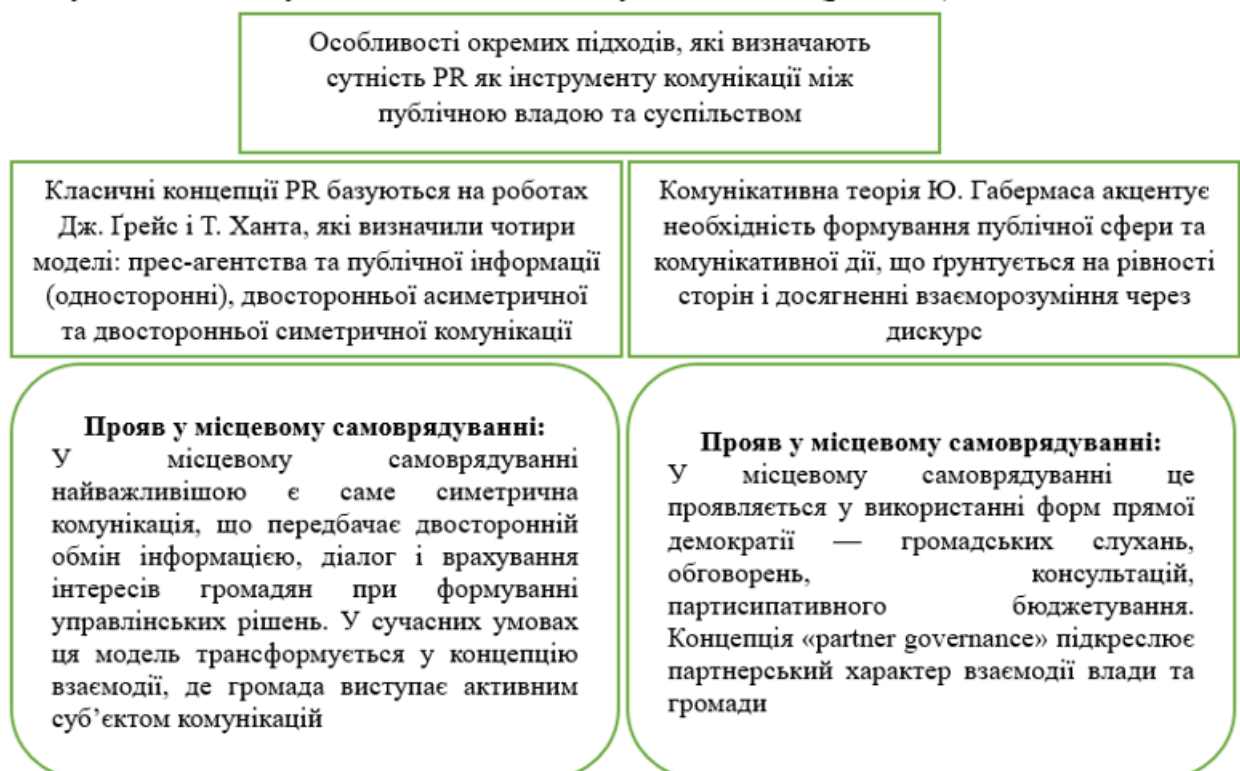 Особливості окремих підходів, які визначають
сутність PR як інструменту комунікації між
публічною владою та суспільством
Класичні концепції PR базуються на роботах
Дж. Ґрейс і Т. Ханта, які визначили чотири
моделі: прес-агентства та публічної інформації
(односторонні), двосторонньої асиметричної
та двосторонньої симетричної комунікації
Комунікативна теорія Ю. Габермаса акцентує
необхідність формування публічної сфери та
комунікативної дії, що ґрунтується на рівності
сторін і досягненні взаєморозуміння через
дискурс
Прояв у місцевому самоврядуванні:
У місцевому самоврядуванні
найважливішою є саме симетрична
комунікація, що передбачає двосторонній
обмін інформацією, діалог і врахування
інтересів громадян при формуванні
управлінських рішень. У сучасних умовах
ця модель трансформується у концепцію
взаємодії, де громада виступає активним
суб’єктом комунікацій
Прояв у місцевому самоврядуванні:
У місцевому самоврядуванні це
проявляється у використанні форм прямої
демократії — громадських слухань,
обговорень, консультацій,
партисипативного бюджетування.
Концепція «partner governance» підкреслює
партнерський характер взаємодії влади та
громади